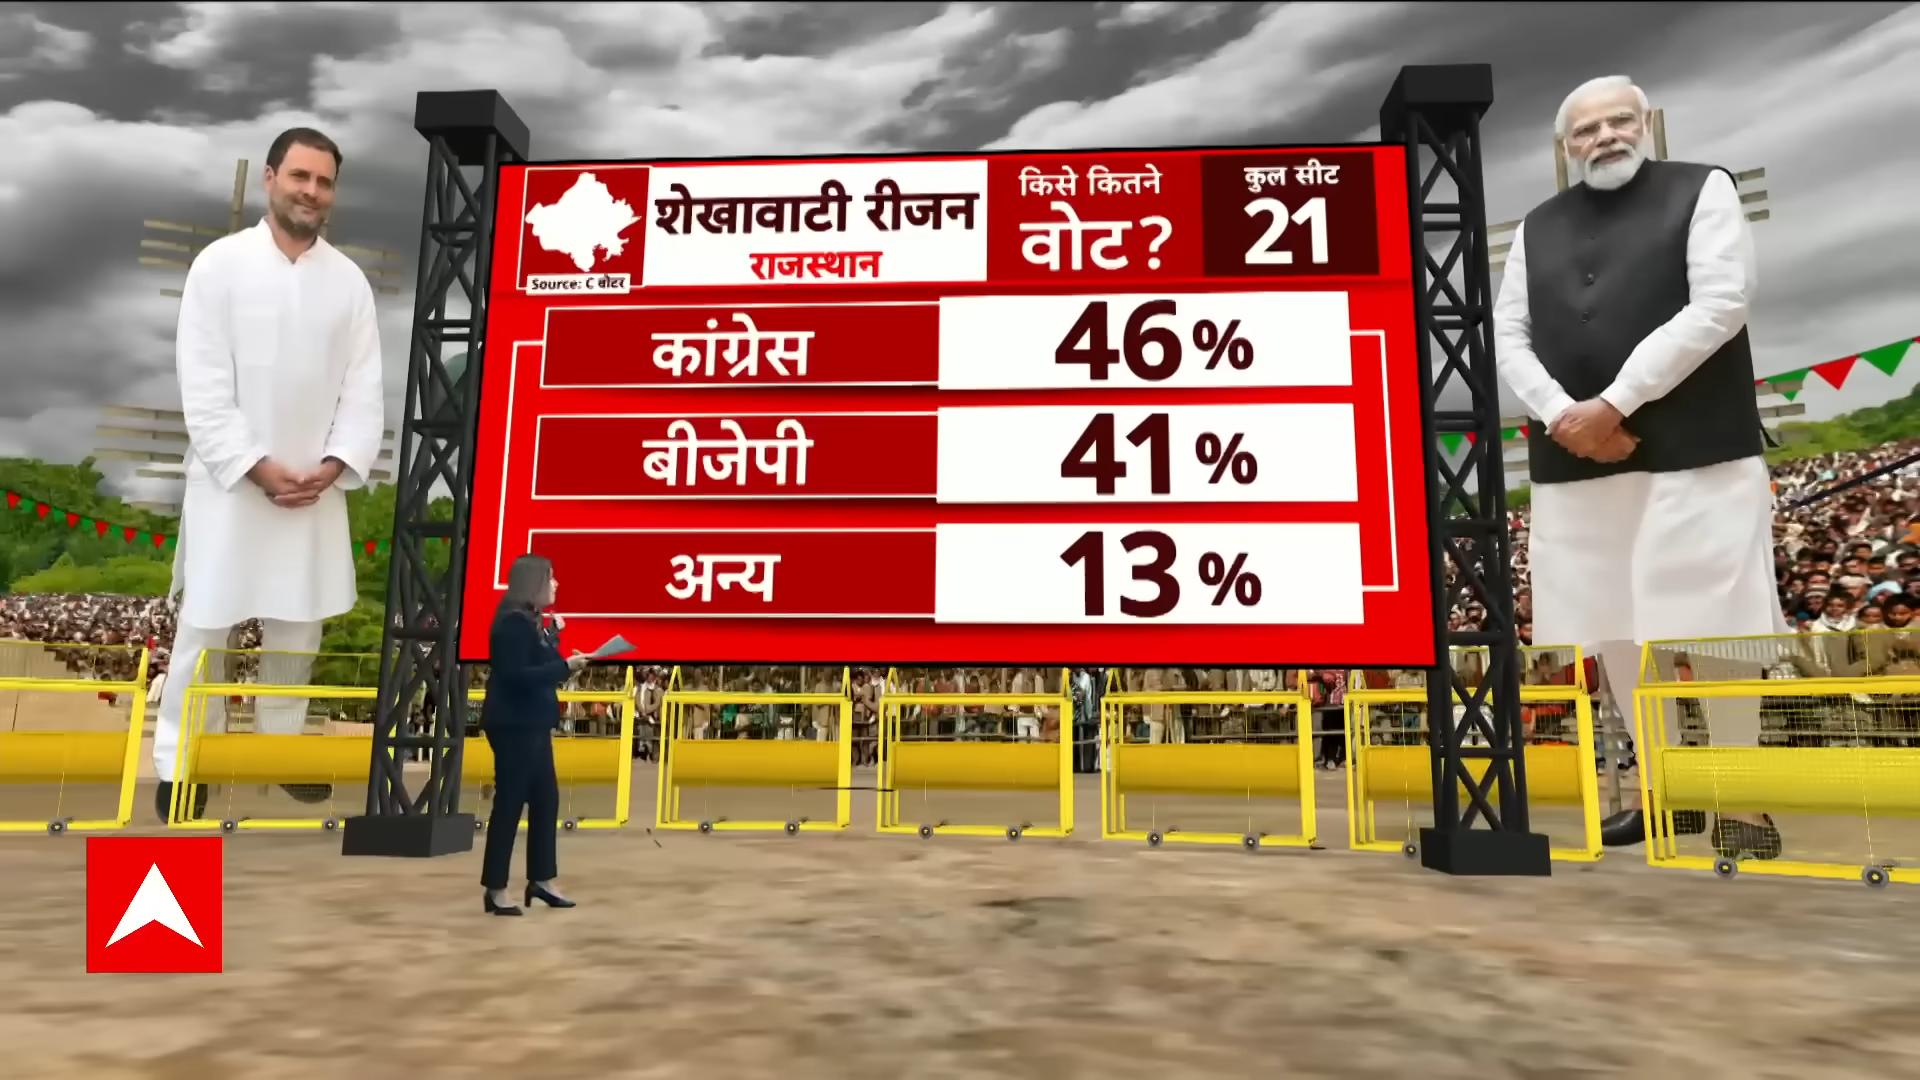 शेखावाटी रीजन
राजस्थान
Source: C वोटर
किसे कितने
वोट?
कुल सीट
21
कांग्रेस 46%
बीजेपी 41%
अन्य 13%